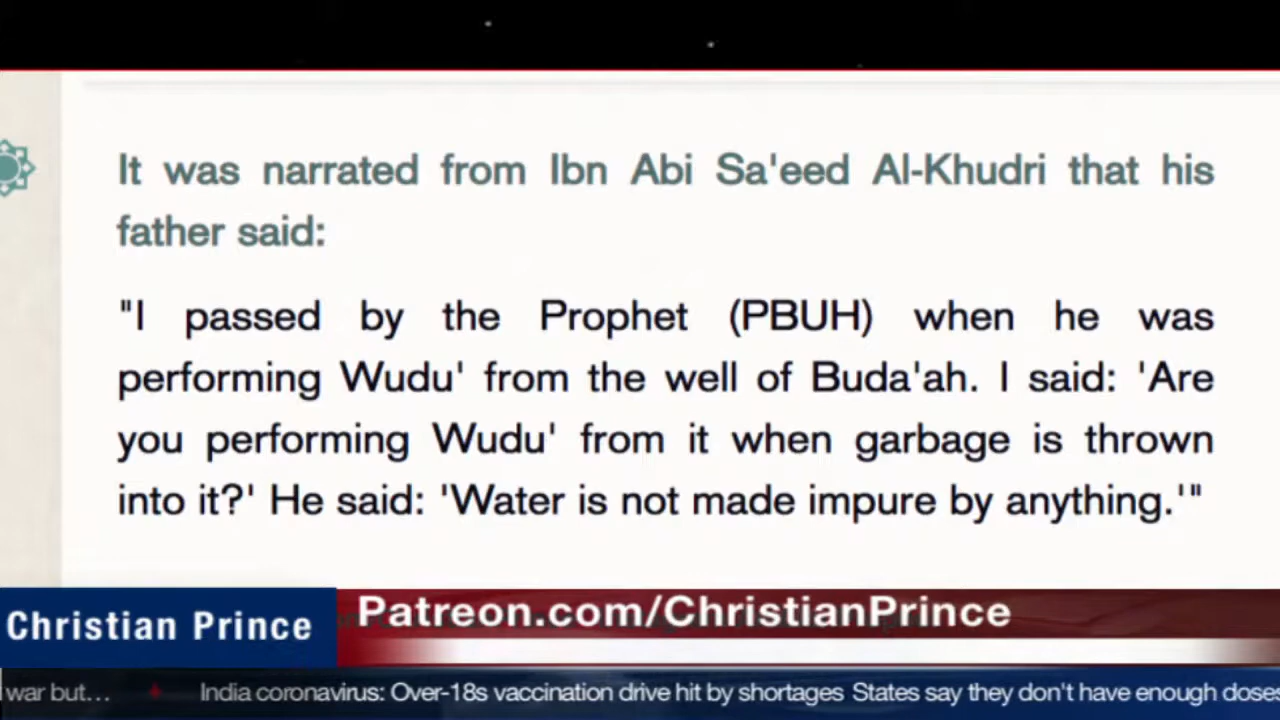 It was narrated from Ibn Abi Sa'eed Al-Khudri that his
father said:
"I passed by the Prophet (PBUH) when he was
performing Wudu' from the well of Buda'ah. I said: 'Are
you performing Wudu' from it when garbage is thrown
into it?' He said: 'Water is not made impure by anything.'"
Christian Prince
Patreon.com/ChristianPrince
war but... India coronavirus: Over-18s vaccination drive hit by shortages States say they don't have enough doses